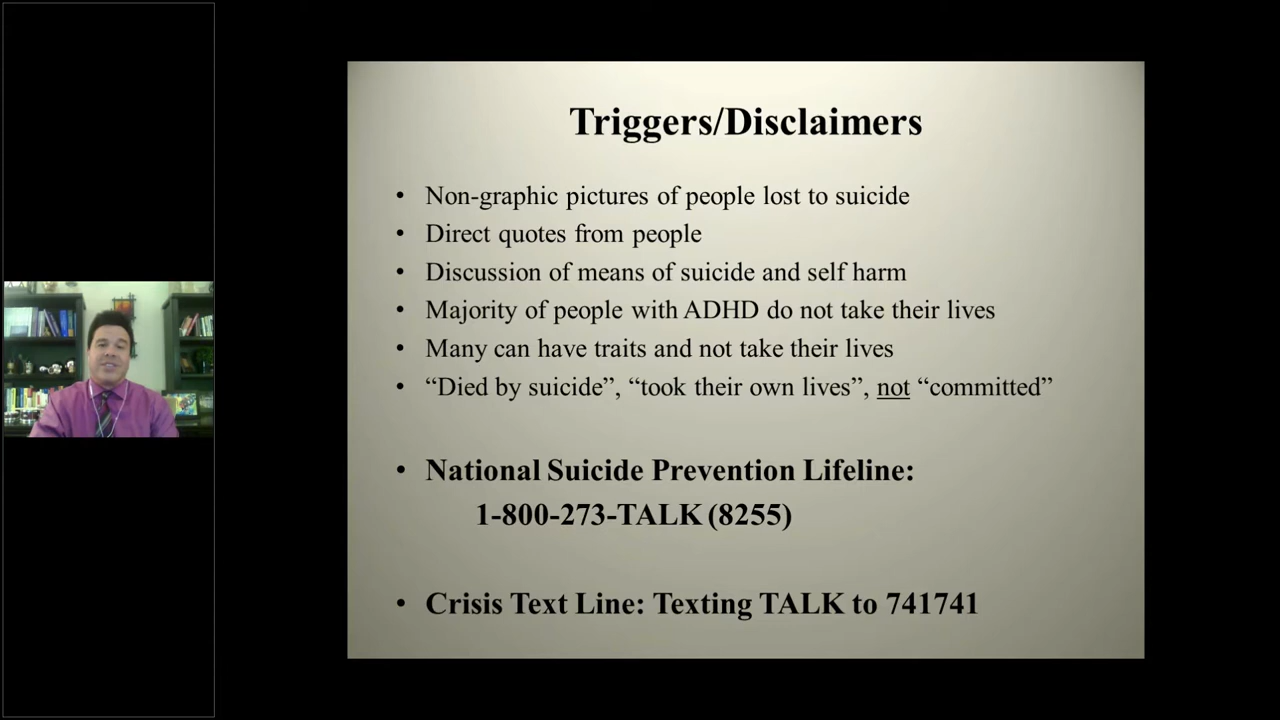 Triggers/Disclaimers
• Non-graphic pictures of people lost to suicide
• Direct quotes from people
• Discussion of means of suicide and self harm
• Majority of people with ADHD do not take their lives
• Many can have traits and not take their lives
• “Died by suicide”, “took their own lives”, not “committed”
• National Suicide Prevention Lifeline:
1-800-273-TALK (8255)
• Crisis Text Line: Texting TALK to 741741